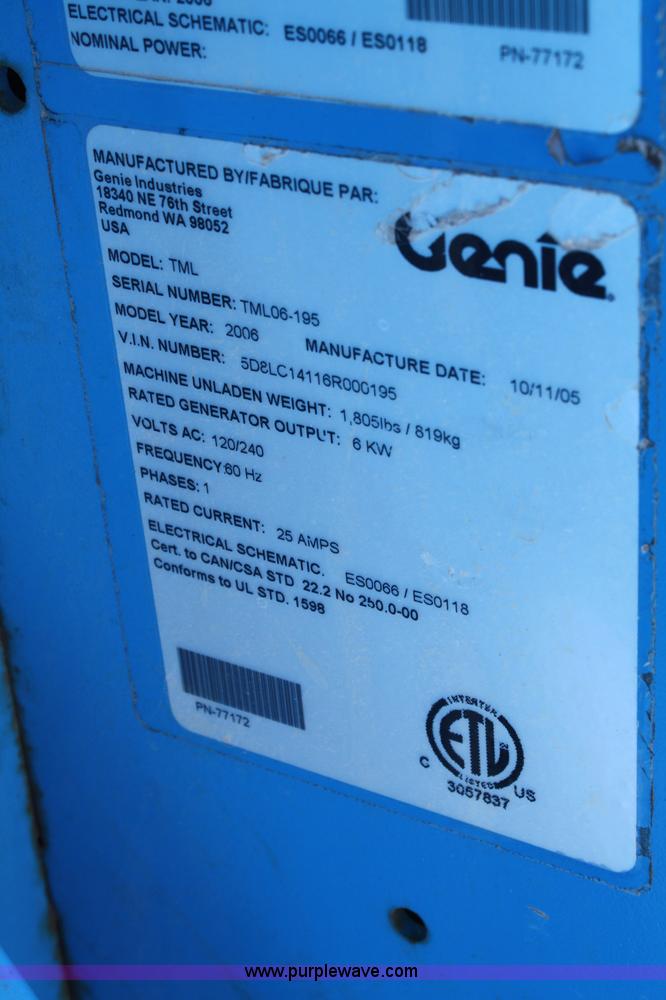 2006
ELECTRICAL SCHEMATIC: ES0066 / ES0118
NOMINAL POWER:
PN-77172
MANUFACTURED BY/FABRIQUE PAR:
Genie Industries
18340 NE 76th Street
Redmond WA 98052
USA
Genie
MODEL: TML
SERIAL NUMBER: TML06-195
MODEL YEAR: 2006 MANUFACTURE DATE: 10/11/05
V.I.N. NUMBER: 5D8LC14116R000195
MACHINE UNLADEN WEIGHT: 1,805lbs / 819kg
RATED GENERATOR OUTPUT: 6 KW
VOLTS AC: 120/240
FREQUENCY:60 Hz
PHASES: 1
RATED CURRENT: 25 AMPS
ELECTRICAL SCHEMATIC. ES0066 / ES0118
Cert. to CAN/CSA STD 22.2 No 250.0-00
Conforms to UL STD. 1598
PN-77172
INTERTEK
ETL
LISTED
C US
3057837
www.purplewave.com